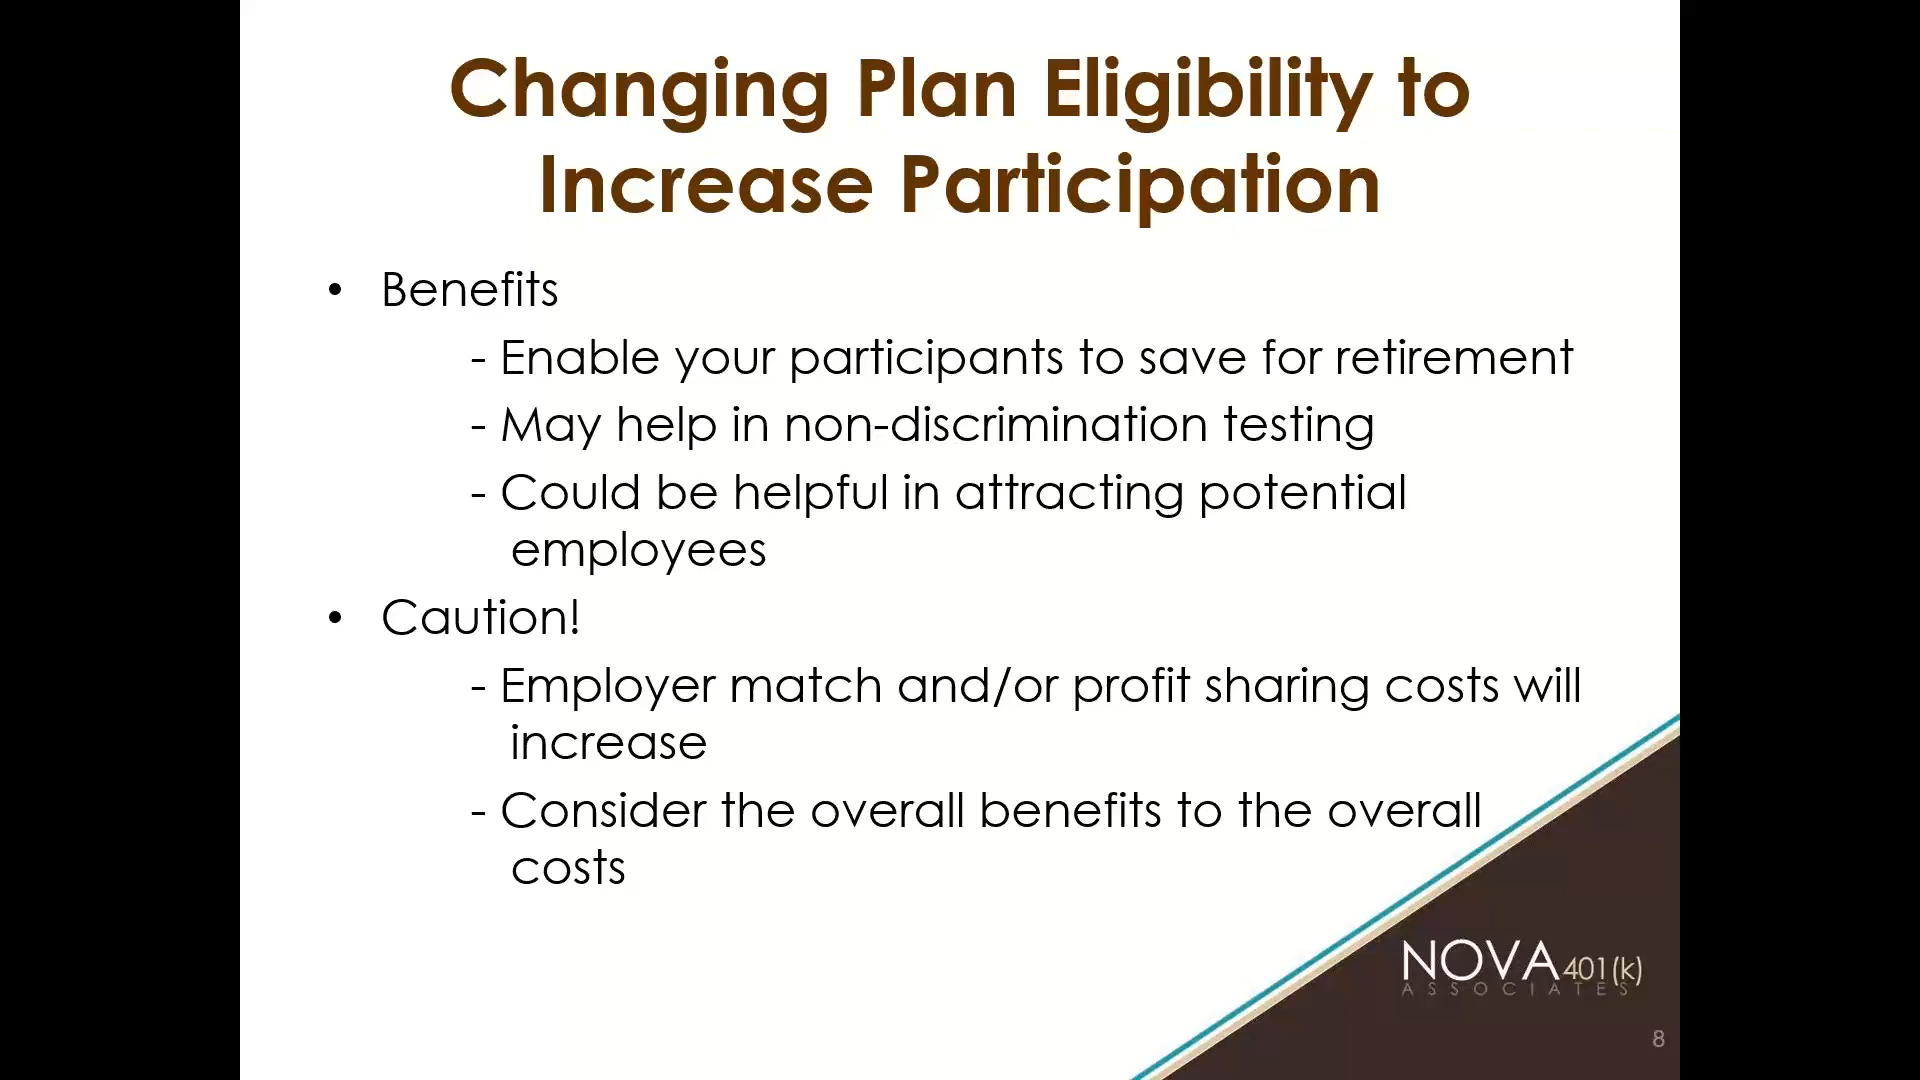 Changing Plan Eligibility to
Increase Participation
• Benefits
- Enable your participants to save for retirement
- May help in non-discrimination testing
- Could be helpful in attracting potential
employees
• Caution!
- Employer match and/or profit sharing costs will
increase
- Consider the overall benefits to the overall
costs
NOVA 401(k)
ASSOCIATES
8